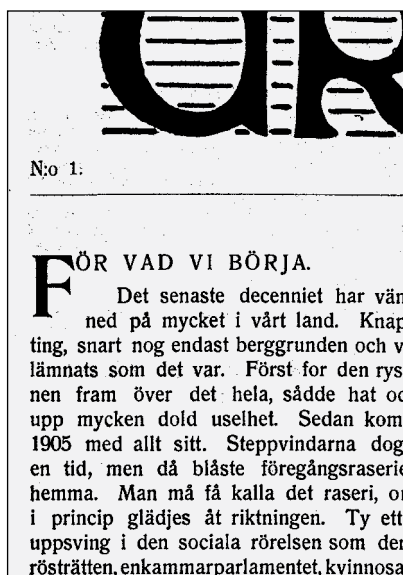 N:o 1.
FÖR VAD VI BÖRJA.
Det senaste decenniet har vän
ned på mycket i vårt land. Knap
ting, snart nog endast berggrunden och v
lämnats som det var. Först for den rys
nen fram över det hela, sådde hat oc
upp mycken dold uselhet. Sedan kom
1905 med allt sitt. Steppvindarna dog
en tid, men då blåste föregångsraserie
hemma. Man må få kalla det raseri, or
i princip glädjes åt riktningen. Ty ett
uppsving i den sociala rörelsen som der
rösträtten, enkammarparlamentet, kvinnosa